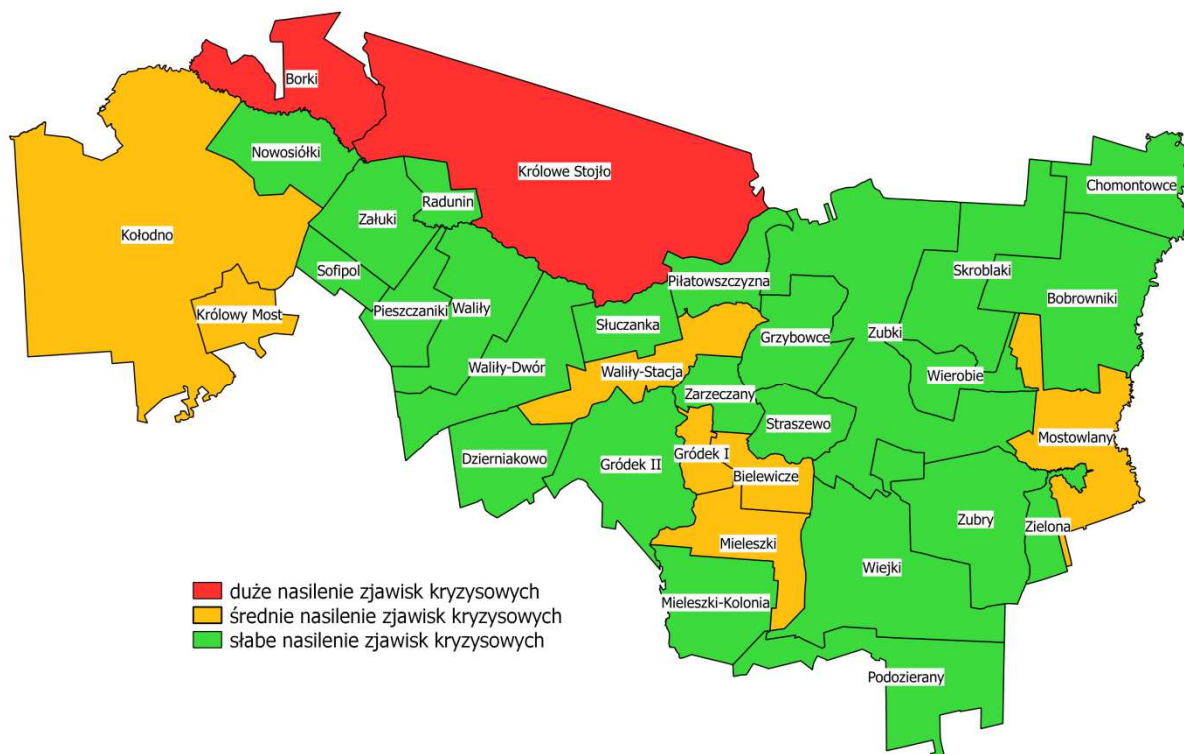 Borki
Nowosiółki
Królowe Stojło
Chomontowce
Radunin
Załuki
Kołodno
Skroblaki
Sofipol
Piłatowszczyzna
Bobrowniki
Królowy Most
Pieszczaniki
Waliły
Słuczanka
Zubki
Grzybowce
Waliły-Dwór
Waliły-Stacja
Wierobie
Zarzeczany
Straszewo
Mostowlany
Dzierniakowo
Gródek II
Gródek I
Bielewicze
Zubry
Zielona
Mieleszki
Wiejki
Mieleszki-Kolonia
Podozierany
duże nasilenie zjawisk kryzysowych
średnie nasilenie zjawisk kryzysowych
słabe nasilenie zjawisk kryzysowych